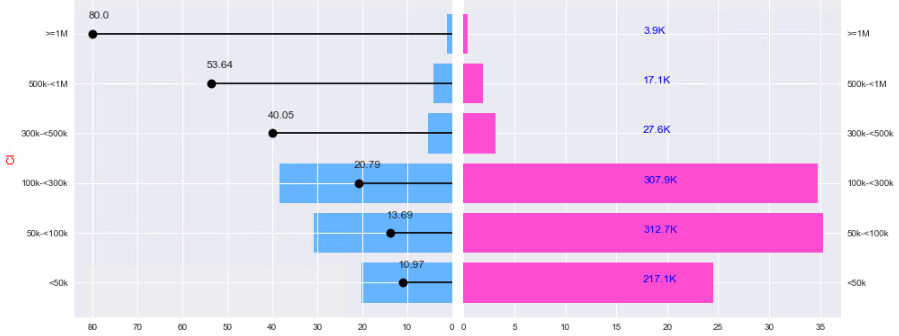 80.0
>=1M
3.9K
>=1M
53.64
500k-<1M
17.1K
500k-<1M
40.05
300k-<500k
27.6K
300k-<500k
CI
20.79
100k-<300k
307.9K
100k-<300k
13.69
50k-<100k
312.7K
50k-<100k
10.97
<50k
217.1K
<50k
80 70 60 50 40 30 20 10 0 0 5 10 15 20 25 30 35